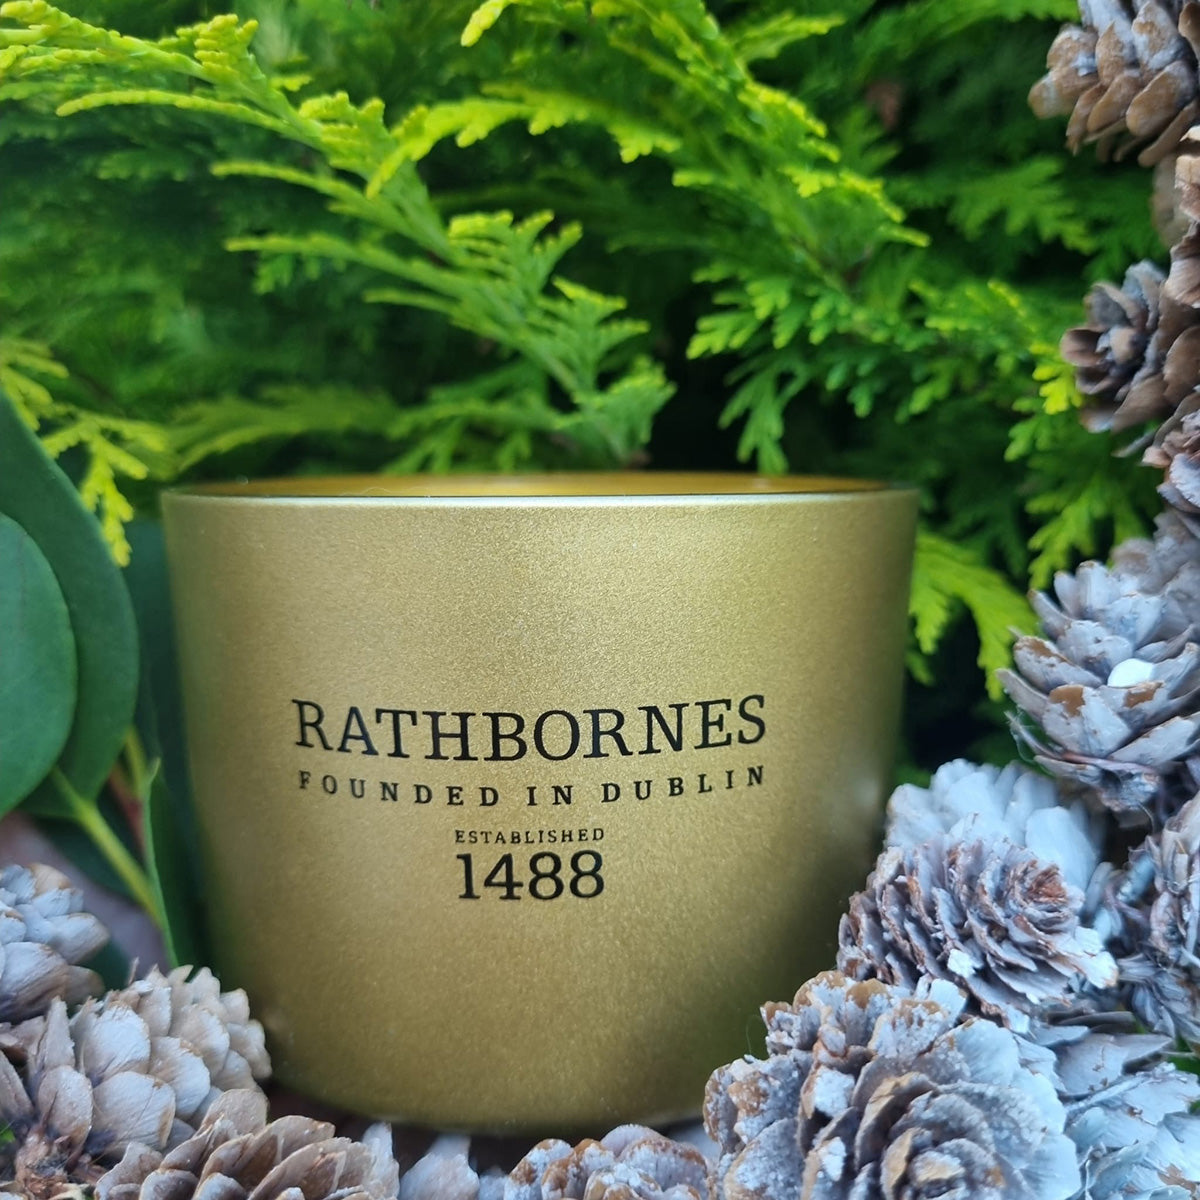 RATHBORNES
FOUNDED IN DUBLIN
ESTABLISHED
1488